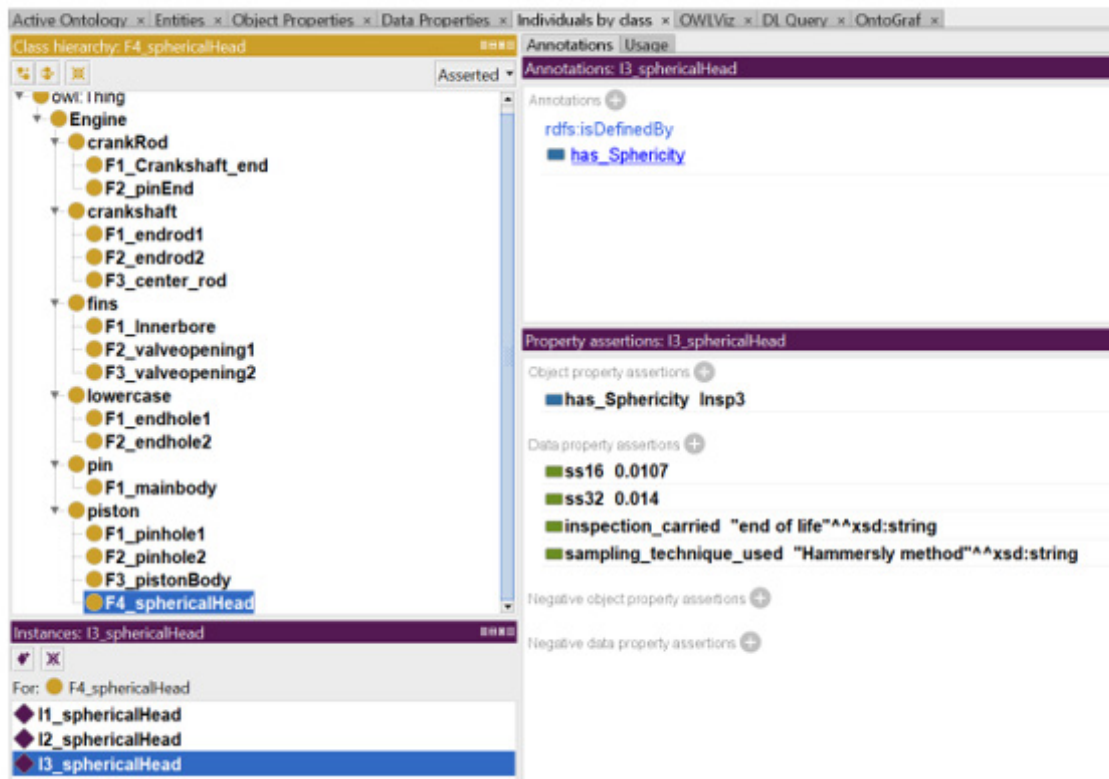 Active Ontology × Entities × Object Properties × Data Properties × Individuals by class × OWLViz × DL Query × OntoGraf ×
Class hierarchy: F4_sphericalHead
Asserted
owl:Thing
Engine
crankRod
F1_Crankshaft_end
F2_pinEnd
crankshaft
F1_endrod1
F2_endrod2
F3_center_rod
fins
F1_Innerbore
F2_valveopening1
F3_valveopening2
lowercase
F1_endhole1
F2_endhole2
pin
F1_mainbody
piston
F1_pinhole1
F2_pinhole2
F3_pistonBody
F4_sphericalHead
Instances: I3_sphericalHead
For: F4_sphericalHead
I1_sphericalHead
I2_sphericalHead
I3_sphericalHead
Annotations Usage
Annotations: I3_sphericalHead
Annotations
rdfs:isDefinedBy
has_Sphericity
Property assertions: I3_sphericalHead
Object property assertions
has_Sphericity Insp3
Data property assertions
ss16 0.0107
ss32 0.014
inspection_carried "end of life"^^xsd:string
sampling_technique_used "Hammersly method"^^xsd:string
Negative object property assertions
Negative data property assertions